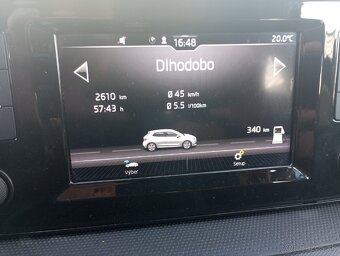 16:48
20.0°C
Dlhodobo
2610 km
Ø 45 km/h
57:43 h
Ø 5.5 l/100km
340 km
Výber
Setup